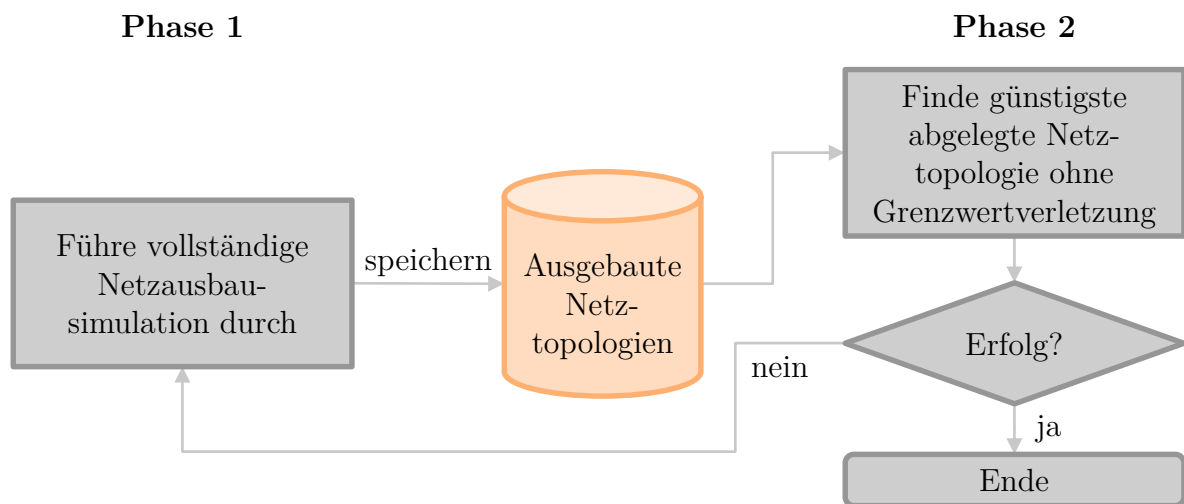 Phase 1
Phase 2
Führe vollständige
Netzausbau-
simulation durch
speichern
Ausgebaute
Netz-
topologien
Finde günstigste
abgelegte Netz-
topologie ohne
Grenzwertverletzung
Erfolg?
nein
ja
Ende